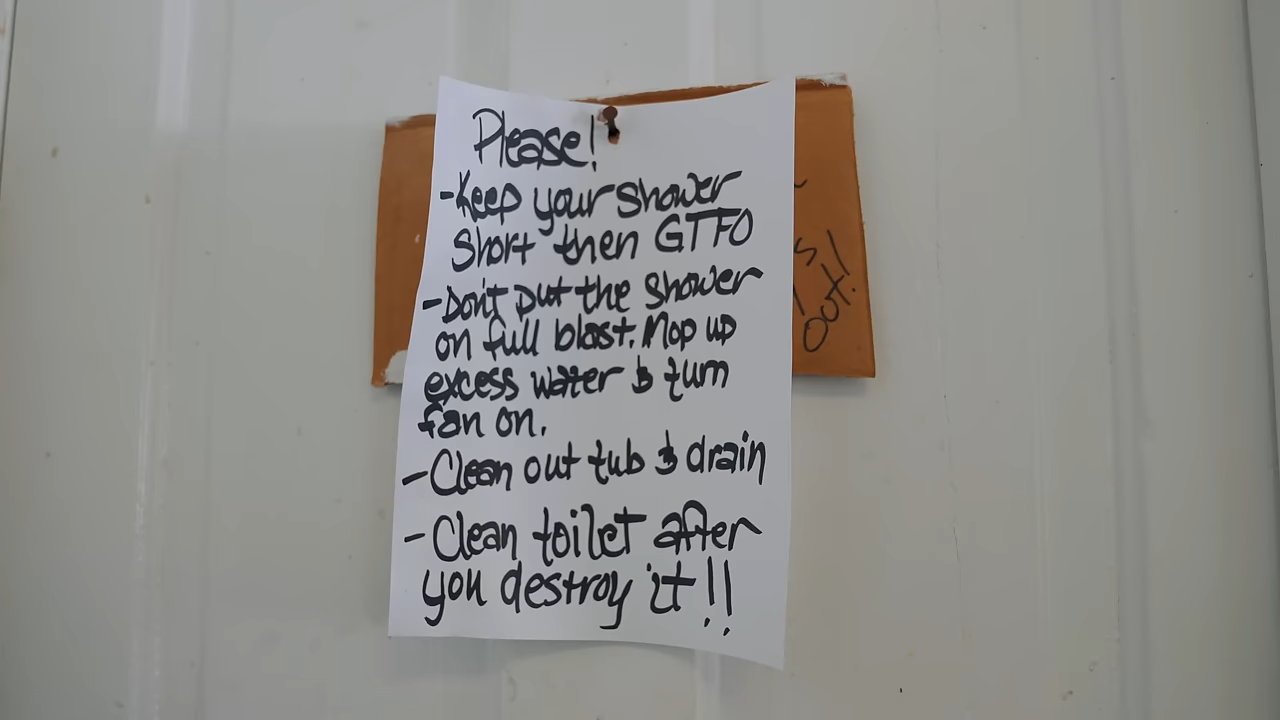 Please!
-Keep your shower
short then GTFO
-Don't put the shower
on full blast. Mop up
excess water & turn
fan on.
-Clean out tub & drain
-Clean toilet after
you destroy it!!
out!